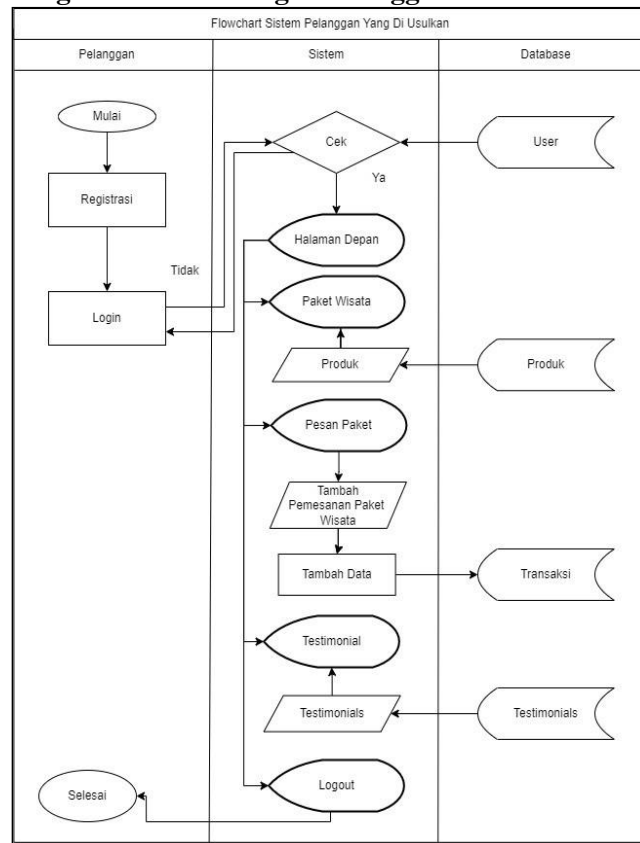 Flowchart Sistem Pelanggan Yang Di Usulkan
Pelanggan
Sistem
Database
Mulai
Cek
User
Ya
Registrasi
Halaman Depan
Tidak
Paket Wisata
Login
Produk
Produk
Pesan Paket
Tambah
Pemesanan Paket
Wisata
Tambah Data
Transaksi
Testimonial
Testimonials
Testimonials
Logout
Selesai